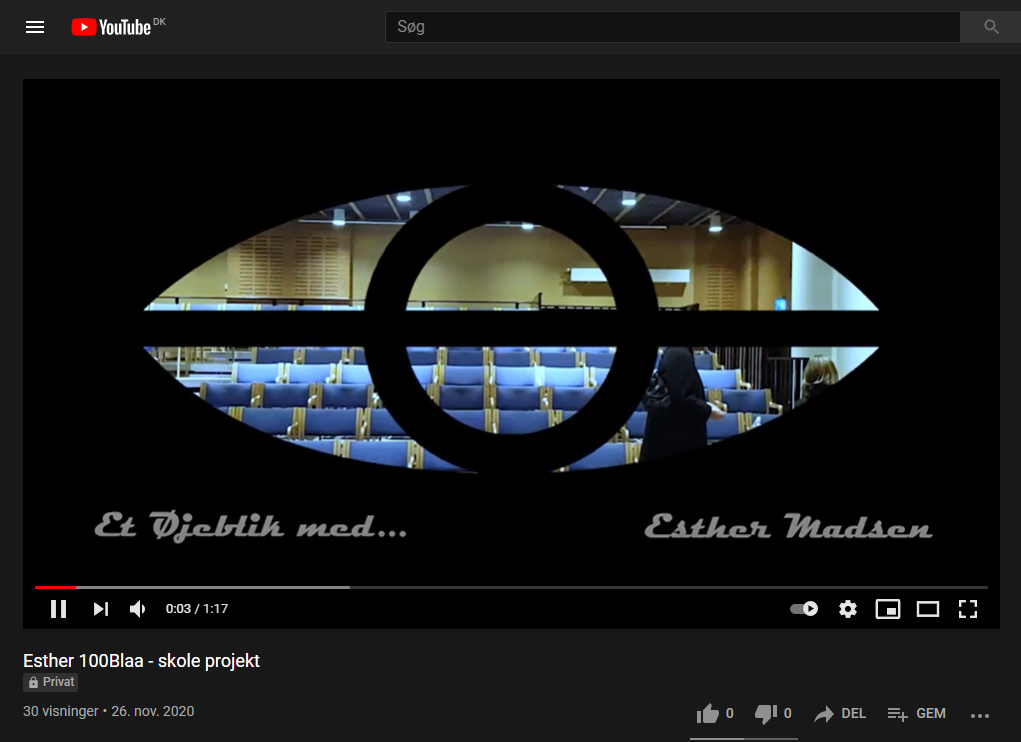 YouTube DK
Søg
Et Øjeblik med...
Esther Madsen
0:03 / 1:17
Esther 100Blaa - skole projekt
Privat
30 visninger • 26. nov. 2020
0 0 DEL GEM